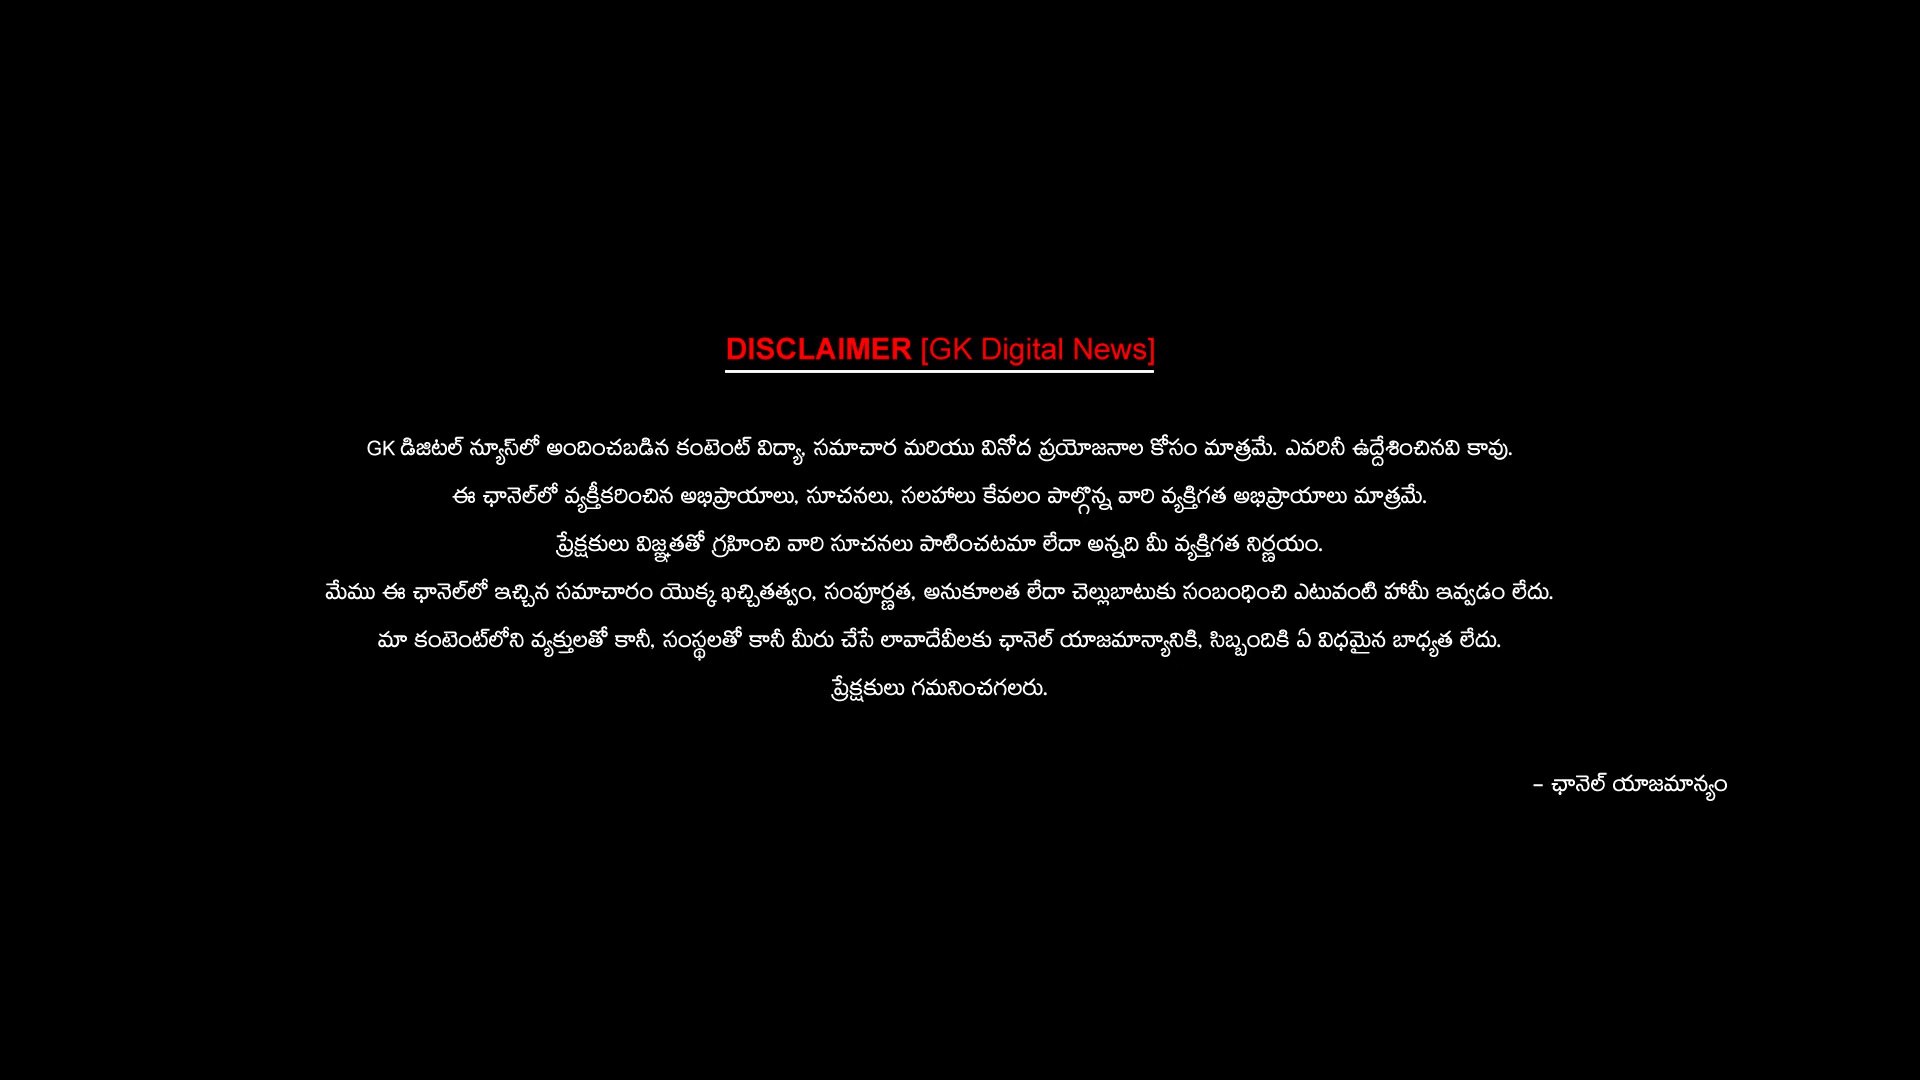 DISCLAIMER [GK Digital News]
GK డిజిటల్ న్యూస్‌లో అందించబడిన కంటెంట్ విద్యా, సమాచార మరియు వినోద ప్రయోజనాల కోసం మాత్రమే. ఎవరినీ ఉద్దేశించినవి కావు.
ఈ ఛానెల్‌లో వ్యక్తీకరించిన అభిప్రాయాలు, సూచనలు, సలహాలు కేవలం పాల్గొన్న వారి వ్యక్తిగత అభిప్రాయాలు మాత్రమే.
ప్రేక్షకులు విజ్ఞతతో గ్రహించి వారి సూచనలు పాటించటమా లేదా అన్నది మీ వ్యక్తిగత నిర్ణయం.
మేము ఈ ఛానెల్‌లో ఇచ్చిన సమాచారం యొక్క ఖచ్చితత్వం, సంపూర్ణత, అనుకూలత లేదా చెల్లుబాటుకు సంబంధించి ఎటువంటి హామీ ఇవ్వడం లేదు.
మా కంటెంట్‌లోని వ్యక్తులతో కానీ, సంస్థలతో కానీ మీరు చేసే లావాదేవీలకు ఛానెల్ యాజమాన్యానికి, సిబ్బందికి ఏ విధమైన బాధ్యత లేదు.
ప్రేక్షకులు గమనించగలరు.
– ఛానెల్ యాజమాన్యం